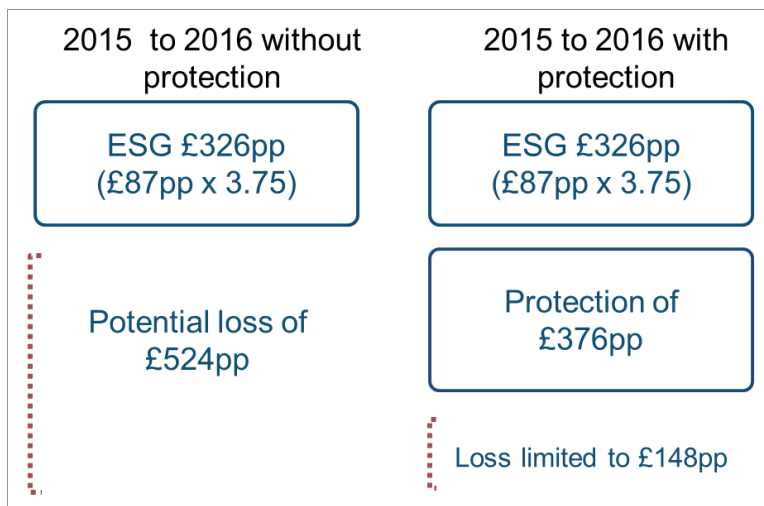 2015 to 2016 without
protection
ESG £326pp
(£87pp x 3.75)
Potential loss of
£524pp
2015 to 2016 with
protection
ESG £326pp
(£87pp x 3.75)
Protection of
£376pp
Loss limited to £148pp